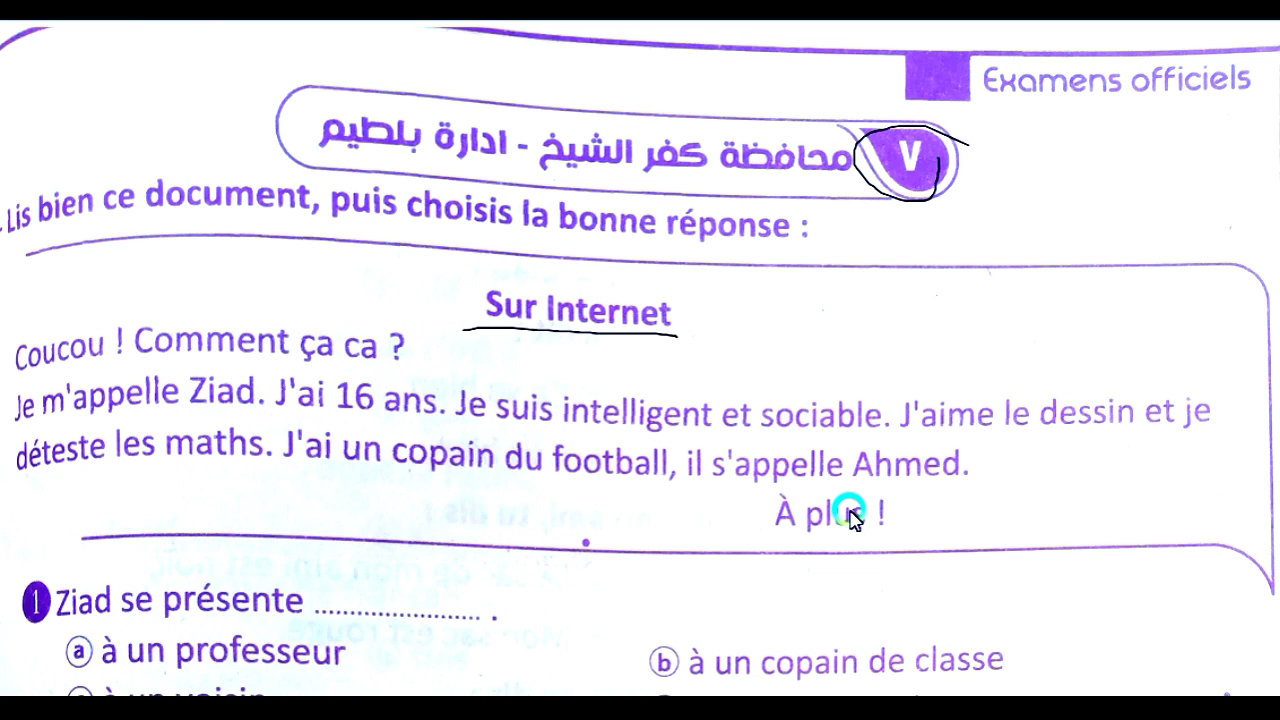 Examens officiels
٧ محافظة كفر الشيخ - ادارة بلطيم
Lis bien ce document, puis choisis la bonne réponse :
Sur Internet
Coucou ! Comment ça ca ?
Je m'appelle Ziad. J'ai 16 ans. Je suis intelligent et sociable. J'aime le dessin et je
déteste les maths. J'ai un copain du football, il s'appelle Ahmed.
À plus !
1 Ziad se présente ........................ .
a à un professeur
b à un copain de classe
c à un voisin